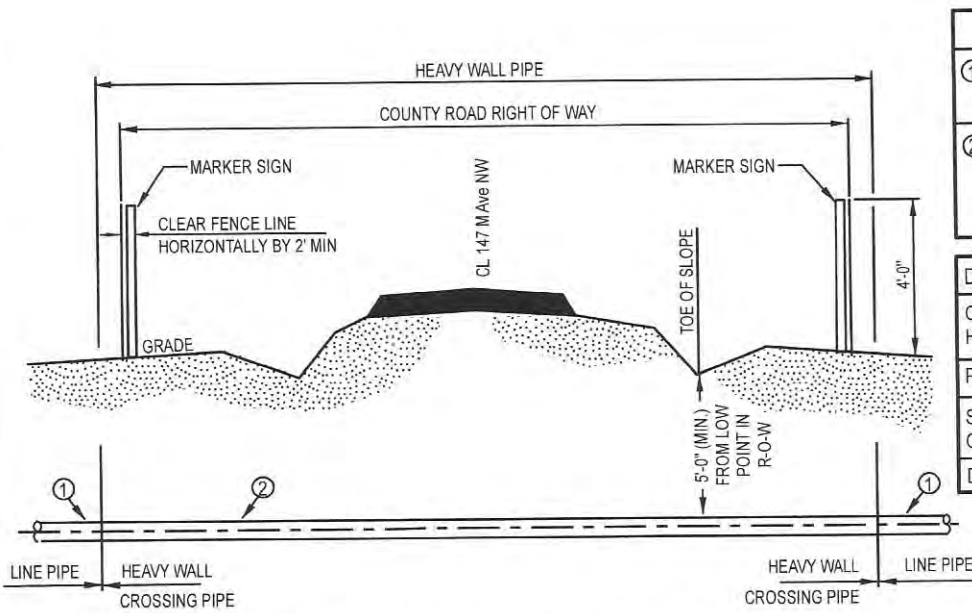 HEAVY WALL PIPE
COUNTY ROAD RIGHT OF WAY
MARKER SIGN
MARKER SIGN
CLEAR FENCE LINE
HORIZONTALLY BY 2' MIN
CL 147 M Ave NW
TOE OF SLOPE
4'-0"
GRADE
5'-0" (MIN.)
FROM LOW
POINT IN
R-O-W
1
2
1
LINE PIPE
HEAVY WALL
CROSSING PIPE
HEAVY WALL
CROSSING PIPE
LINE PIPE